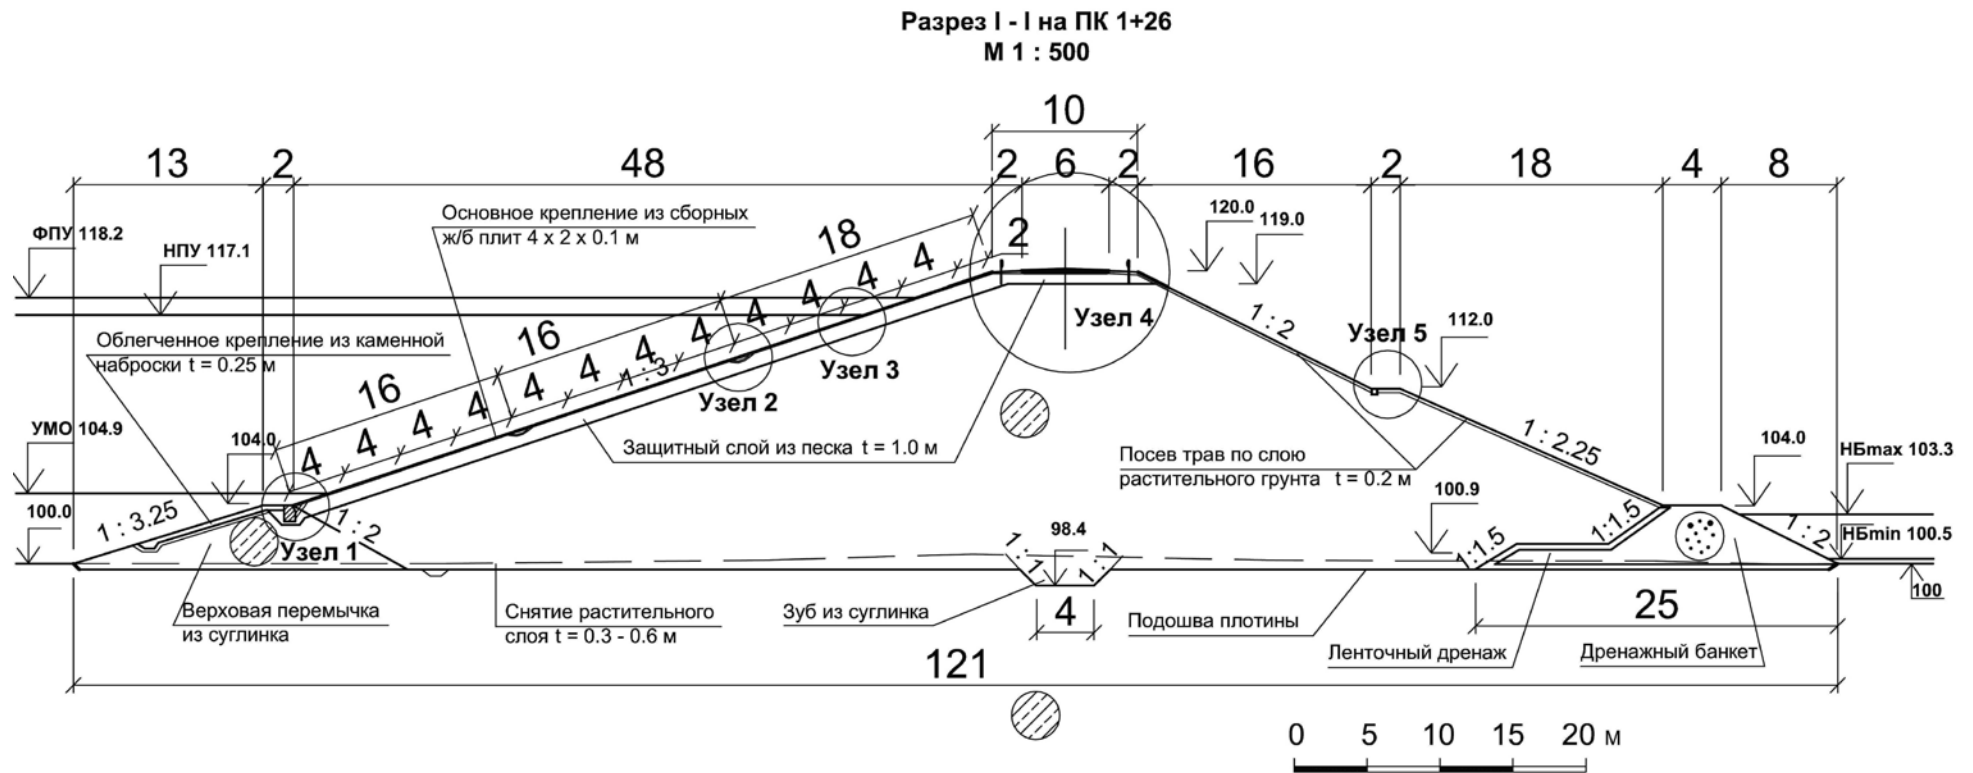 Разрез I - I на ПК 1+26
М 1 : 500
10
13
2
48
2
6
2
16
2
18
4
8
ФПУ 118.2
НПУ 117.1
Основное крепление из сборных
ж/б плит 4 x 2 x 0.1 м
18
2
120.0
119.0
4
4
4
4
16
4
4
4
4
16
4
4
4
4
1 : 3
Облегченное крепление из каменной
наброски t = 0.25 м
Узел 2
Узел 3
Узел 4
1 : 2
Узел 5
112.0
УМО 104.9
104.0
Защитный слой из песка t = 1.0 м
Посев трав по слою
растительного грунта t = 0.2 м
1 : 2.25
104.0
НБmax 103.3
100.0
1 : 3.25
1 : 2
Узел 1
98.4
1 : 1
1 : 1
100.9
1:1.5
1:1.5
1 : 2
НБmin 100.5
100
Верховая перемычка
из суглинка
Снятие растительного
слоя t = 0.3 - 0.6 м
Зуб из суглинка
4
Подошва плотины
25
Ленточный дренаж
Дренажный банкет
121
0 5 10 15 20 м